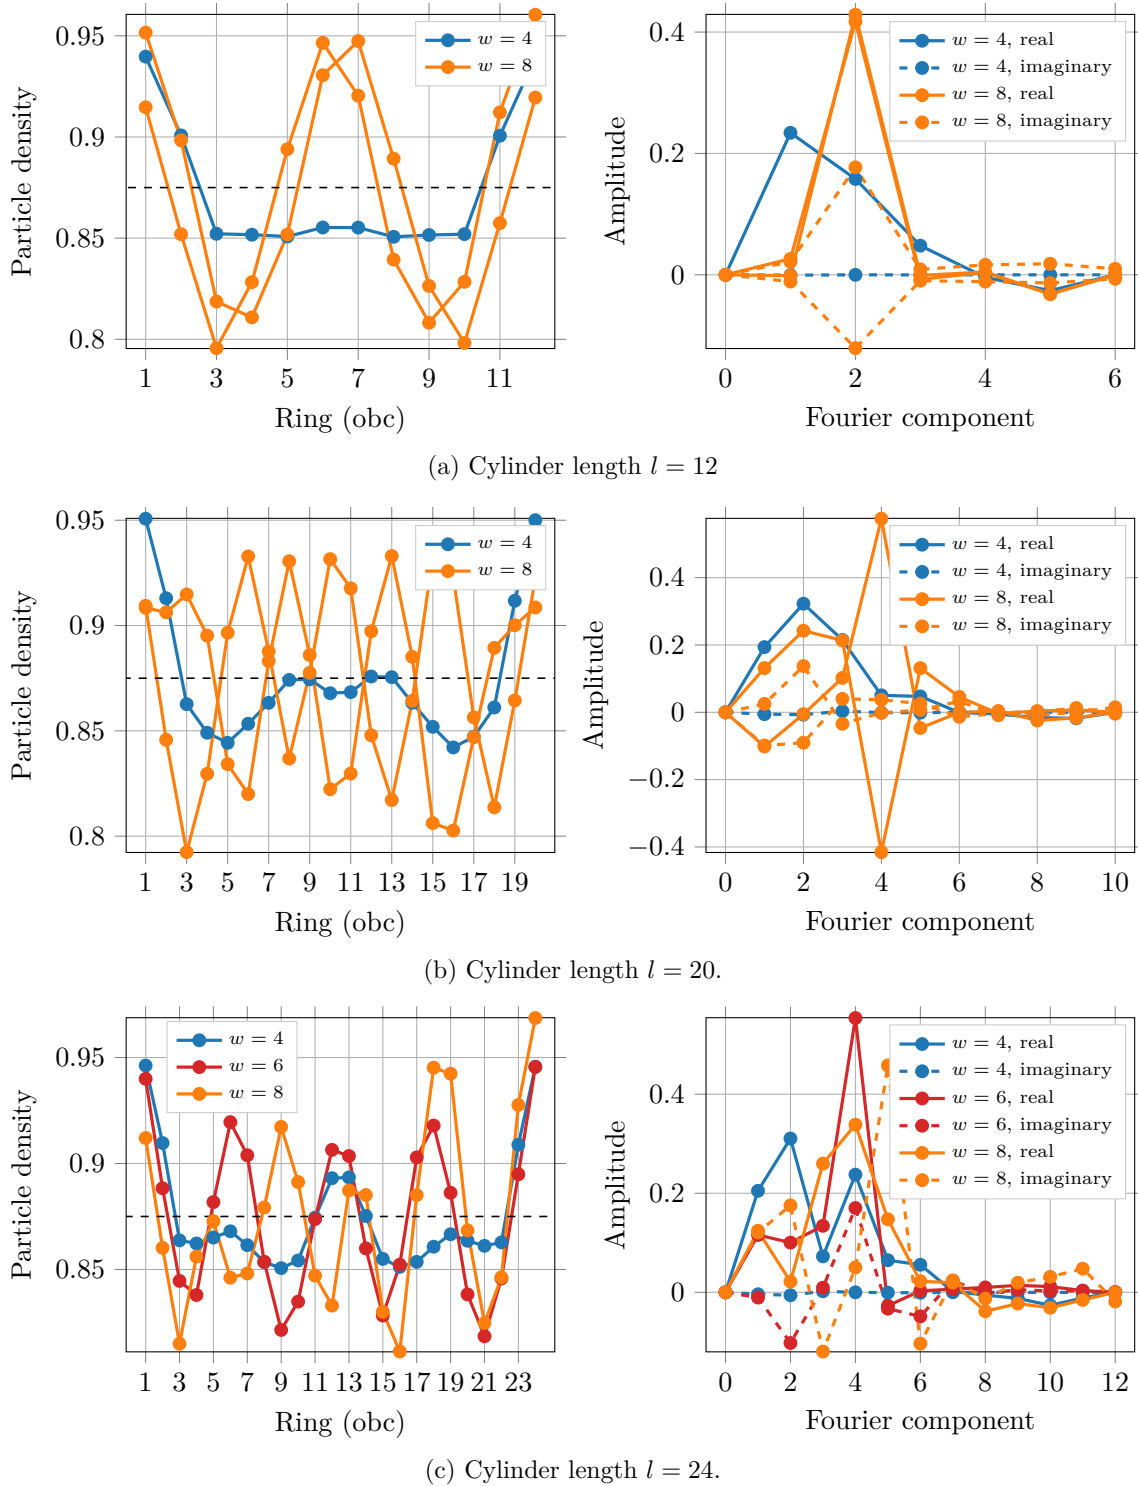 0.95
0.9
0.85
0.8
Particle density
w = 4
w = 8
1 3 5 7 9 11
Ring (obc)
0.4
0.2
0
Amplitude
w = 4, real
w = 4, imaginary
w = 8, real
w = 8, imaginary
0 2 4 6
Fourier component
(a) Cylinder length l = 12
0.95
0.9
0.85
0.8
Particle density
w = 4
w = 8
1 3 5 7 9 11 13 15 17 19
Ring (obc)
0.4
0.2
0
−0.2
−0.4
Amplitude
w = 4, real
w = 4, imaginary
w = 8, real
w = 8, imaginary
0 2 4 6 8 10
Fourier component
(b) Cylinder length l = 20.
0.95
0.9
0.85
Particle density
w = 4
w = 6
w = 8
1 3 5 7 9 11 13 15 17 19 21 23
Ring (obc)
0.4
0.2
0
Amplitude
w = 4, real
w = 4, imaginary
w = 6, real
w = 6, imaginary
w = 8, real
w = 8, imaginary
0 2 4 6 8 10 12
Fourier component
(c) Cylinder length l = 24.